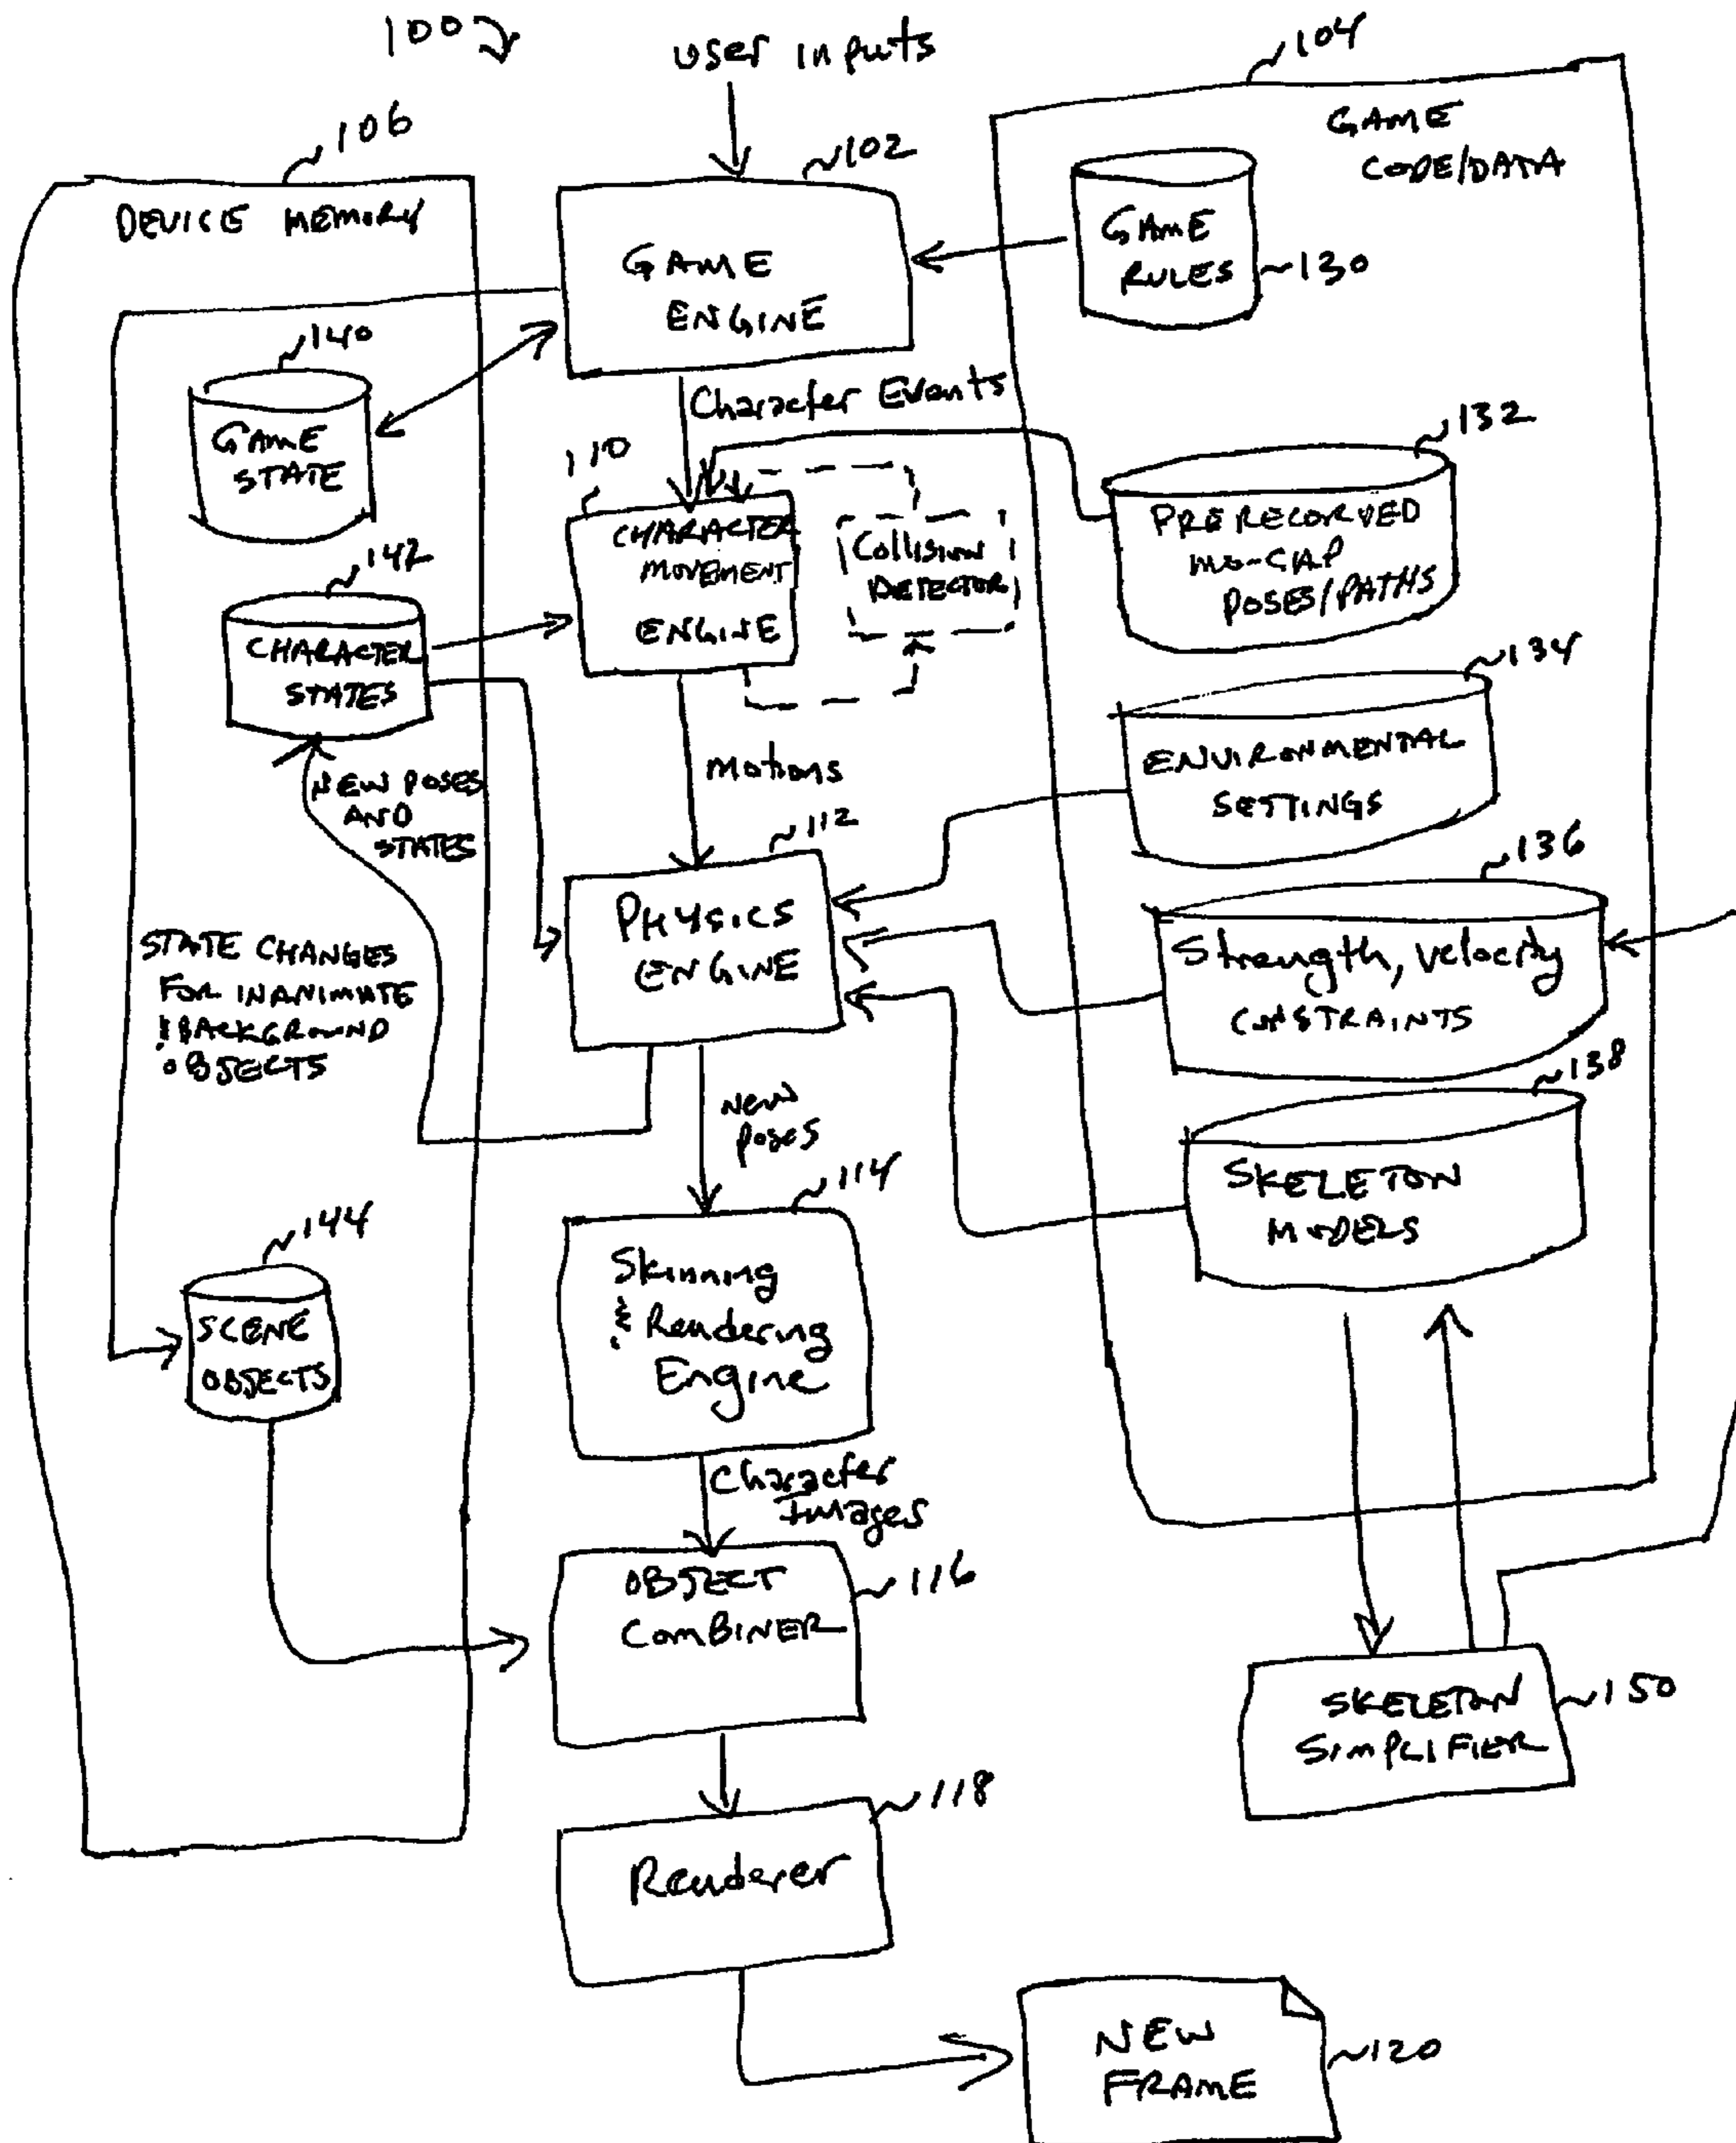 100
user inputs
104
GAME
CODE/DATA
106
102
DEVICE MEMORY
GAME
ENGINE
GAME
RULES
130
140
GAME
STATE
Character Events
132
110
CHARACTER
MOVEMENT
ENGINE
Collision
DETECTOR
PRERECORDED
MO-CAP
POSES/PATHS
142
CHARACTER
STATES
134
ENVIRONMENTAL
SETTINGS
motions
NEW POSES
AND
STATES
112
PHYSICS
ENGINE
136
Strength, velocity
CONSTRAINTS
STATE CHANGES
FOR INANIMATE
& BACKGROUND
OBJECTS
138
SKELETON
MODELS
New
poses
114
Skinning
& Rendering
Engine
144
SCENE
OBJECTS
Character
Images
OBJECT
COMBINER
116
SKELETON
SIMPLIFIER
150
118
Renderer
NEW
FRAME
120